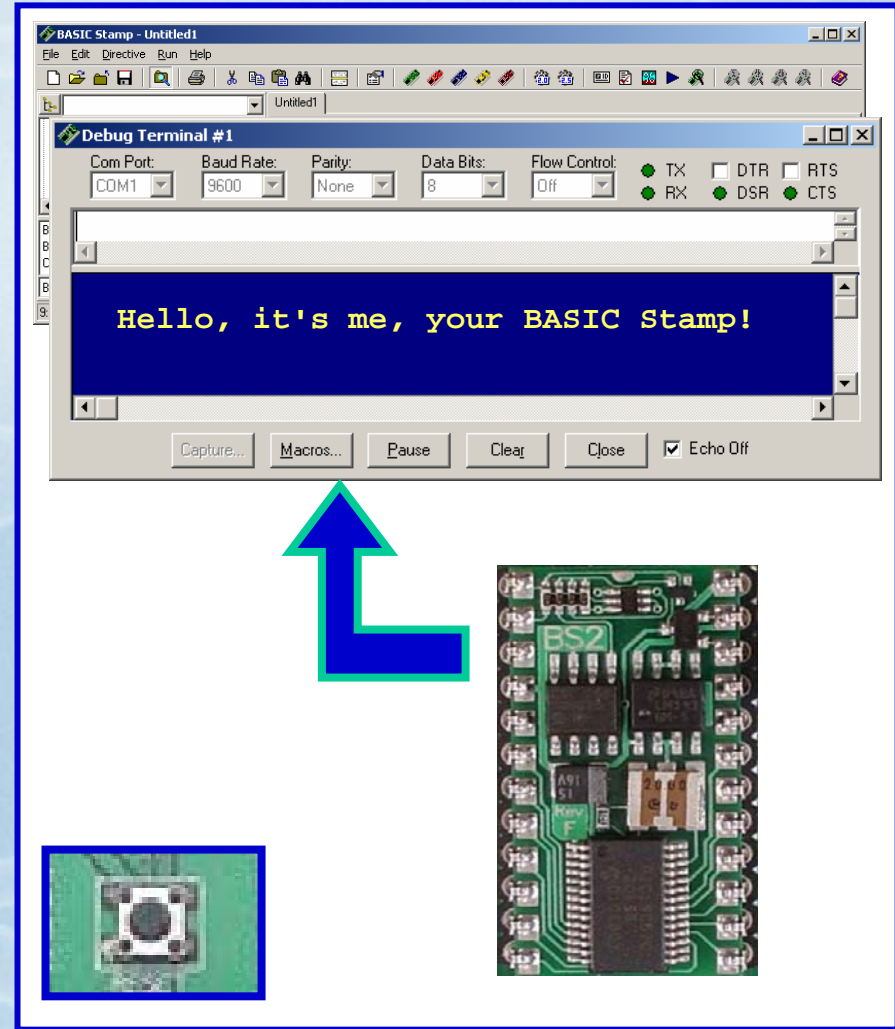 BASIC Stamp - Untitled1
File Edit Directive Run Help
Untitled1
Debug Terminal #1
Com Port: Baud Rate: Parity: Data Bits: Flow Control:
COM1 9600 None 8 Off
TX DTR RTS
RX DSR CTS
Hello, it's me, your BASIC Stamp!
Capture... Macros... Pause Clear Close Echo Off
BS2
Rev
F